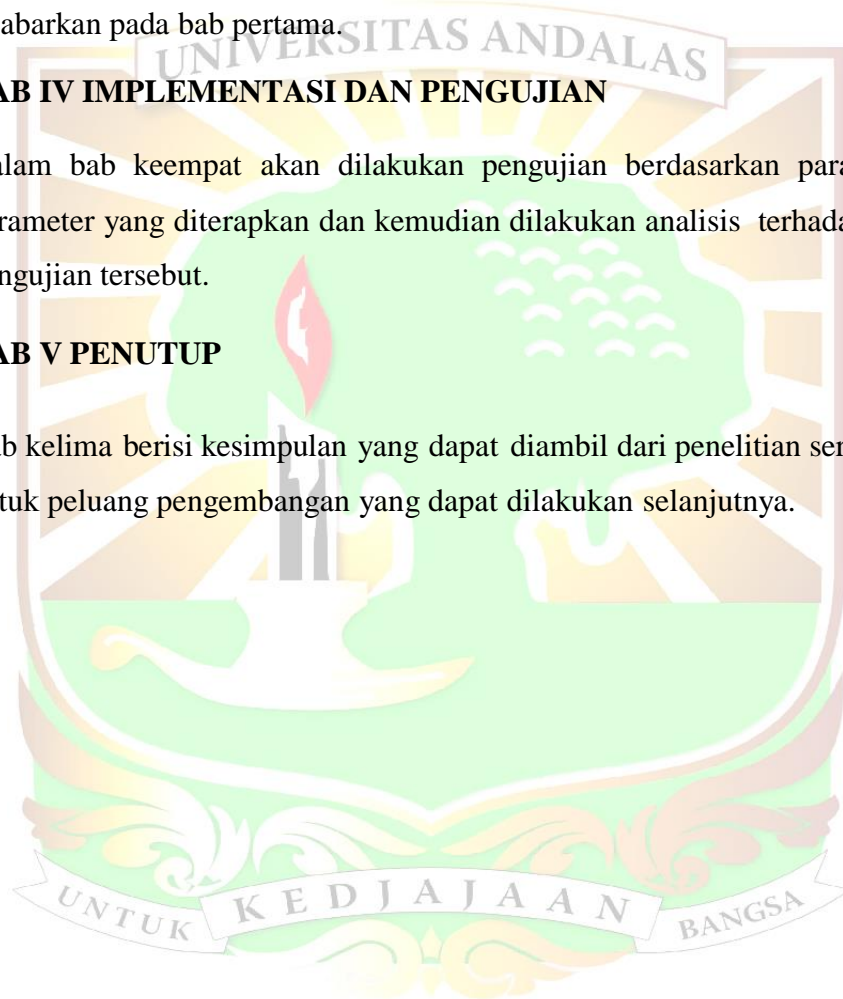 abarkan pada bab pertama.
UNIVERSITAS ANDALAS
AB IV IMPLEMENTASI DAN PENGUJIAN
alam bab keempat akan dilakukan pengujian berdasarkan para
rameter yang diterapkan dan kemudian dilakukan analisis terhada
ngujian tersebut.
AB V PENUTUP
b kelima berisi kesimpulan yang dapat diambil dari penelitian ser
tuk peluang pengembangan yang dapat dilakukan selanjutnya.
UNTUK KEDJAJAAN BANGSA